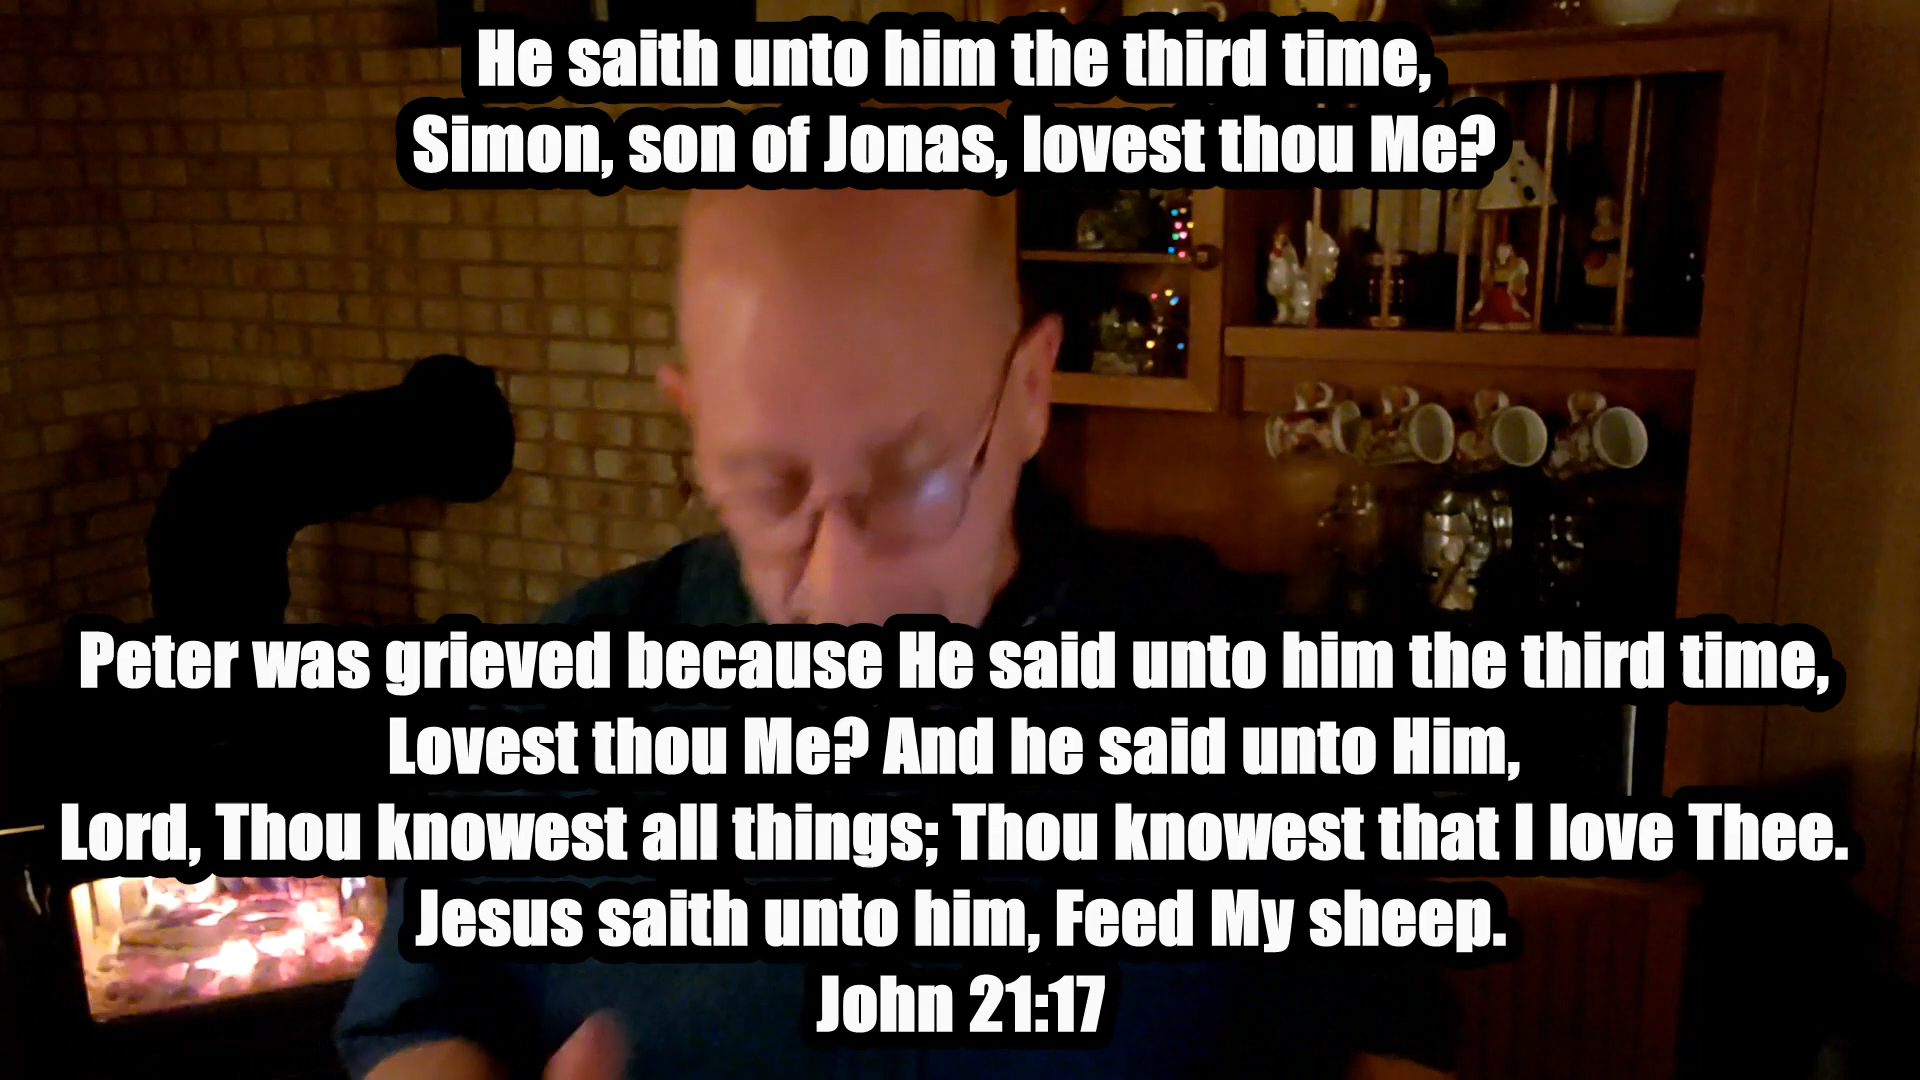 He saith unto him the third time,
Simon, son of Jonas, lovest thou Me?
Peter was grieved because He said unto him the third time,
Lovest thou Me? And he said unto Him,
Lord, Thou knowest all things; Thou knowest that I love Thee.
Jesus saith unto him, Feed My sheep.
John 21:17